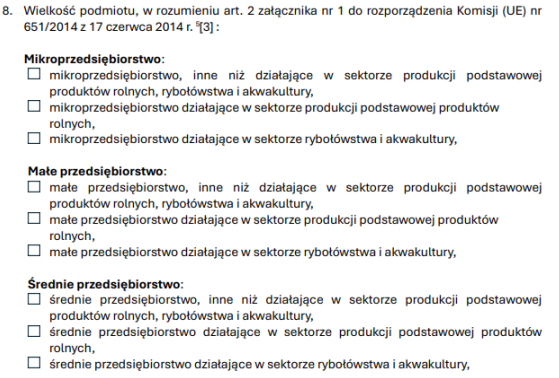 8. Wielkość podmiotu, w rozumieniu art. 2 załącznika nr 1 do rozporządzenia Komisji (UE) nr
651/2014 z 17 czerwca 2014 r. ⁵[3] :
Mikroprzedsiębiorstwo:
☐ mikroprzedsiębiorstwo, inne niż działające w sektorze produkcji podstawowej
produktów rolnych, rybołówstwa i akwakultury,
☐ mikroprzedsiębiorstwo działające w sektorze produkcji podstawowej produktów
rolnych,
☐ mikroprzedsiębiorstwo działające w sektorze rybołówstwa i akwakultury,
Małe przedsiębiorstwo:
☐ małe przedsiębiorstwo, inne niż działające w sektorze produkcji podstawowej
produktów rolnych, rybołówstwa i akwakultury,
☐ małe przedsiębiorstwo działające w sektorze produkcji podstawowej produktów
rolnych,
☐ małe przedsiębiorstwo działające w sektorze rybołówstwa i akwakultury,
Średnie przedsiębiorstwo:
☐ średnie przedsiębiorstwo, inne niż działające w sektorze produkcji podstawowej
produktów rolnych, rybołówstwa i akwakultury,
☐ średnie przedsiębiorstwo działające w sektorze produkcji podstawowej produktów
rolnych,
☐ średnie przedsiębiorstwo działające w sektorze rybołówstwa i akwakultury,